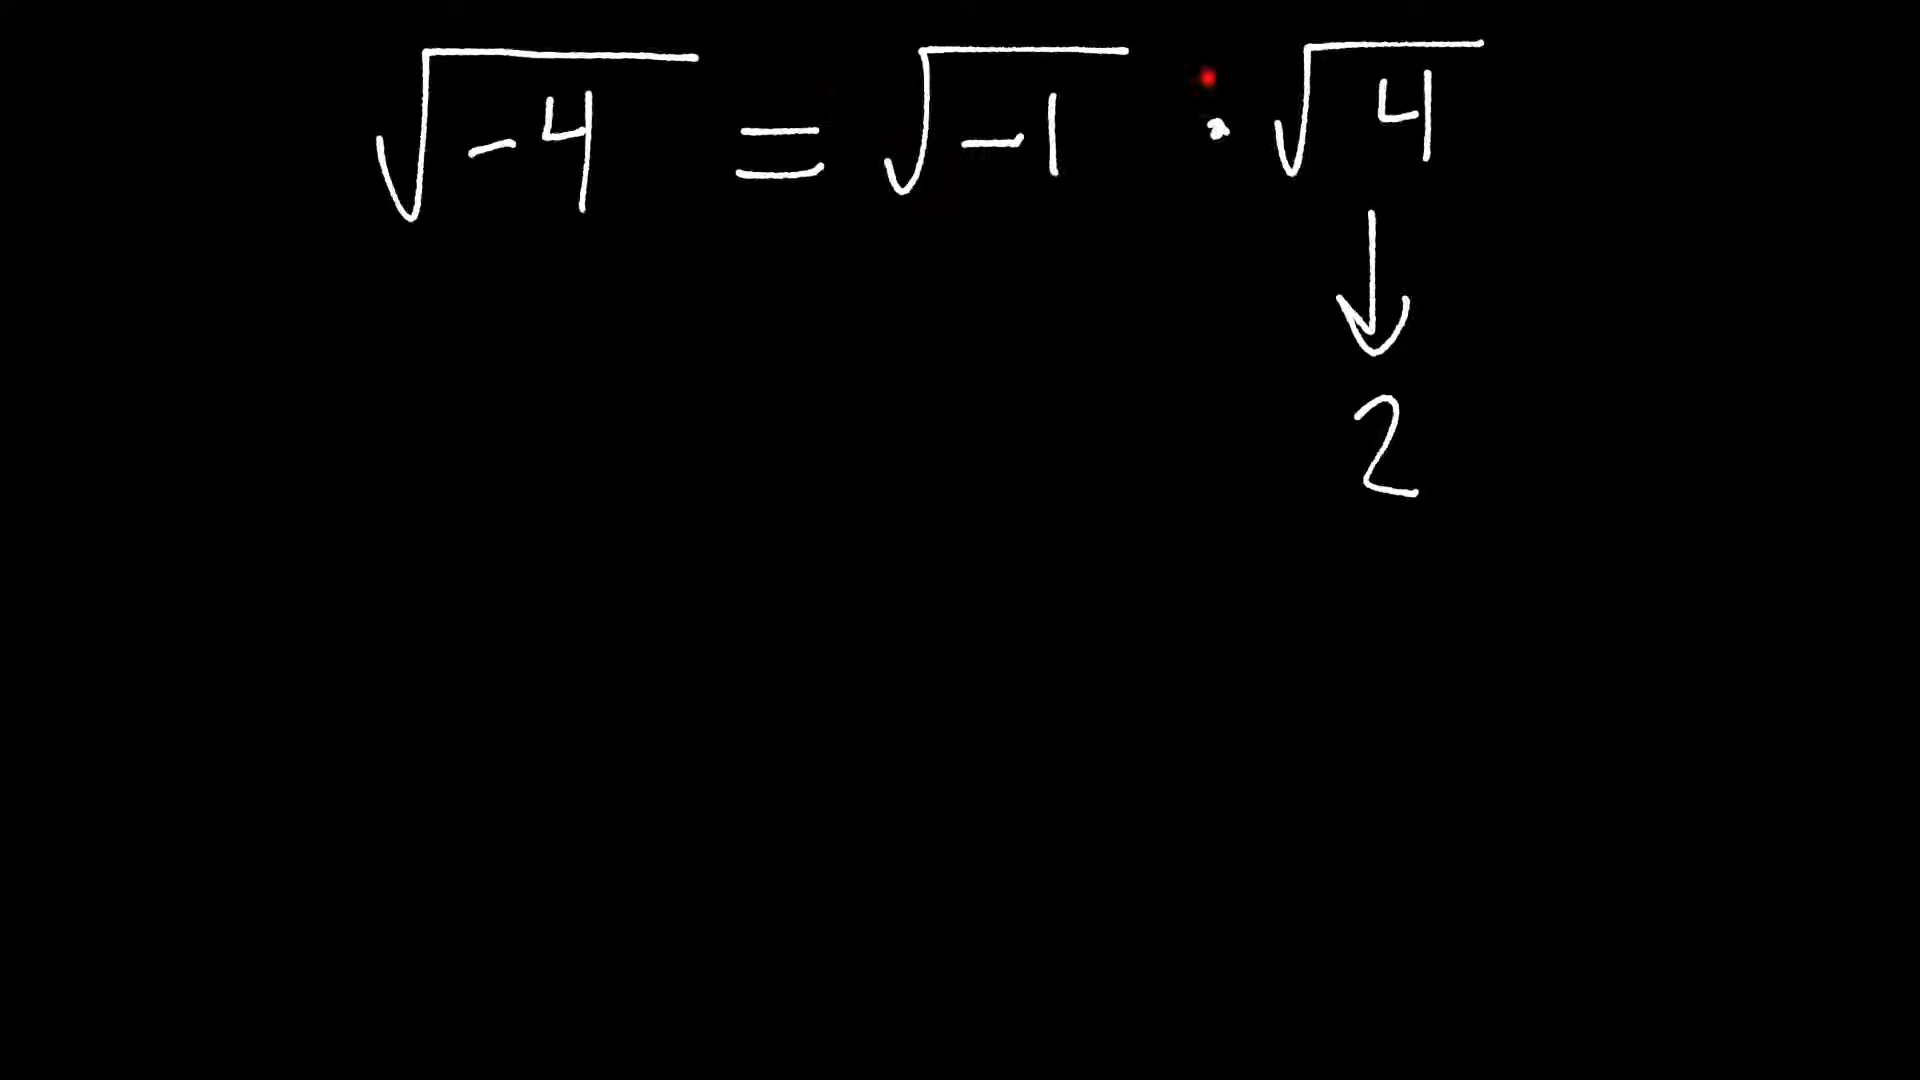 √-4 = √-1 · √4
↓
2